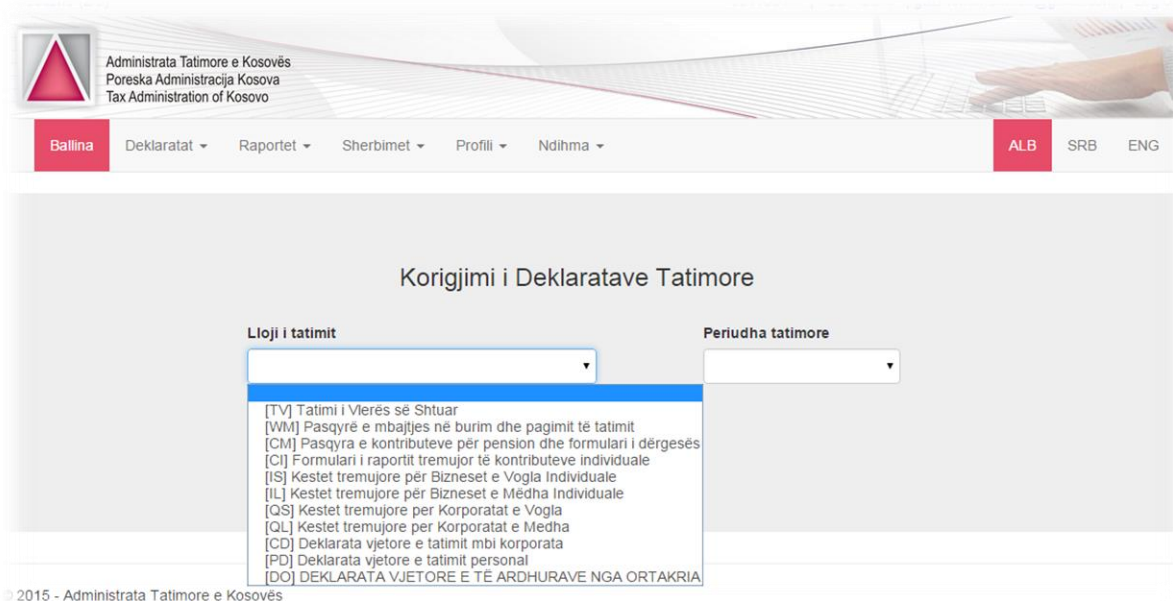 Administrata Tatimore e Kosovës
Poreska Administracija Kosova
Tax Administration of Kosovo
Ballina Deklaratat Raportet Sherbimet Profili Ndihma ALB SRB ENG
Korigjimi i Deklaratave Tatimore
Lloji i tatimit Periudha tatimore
[TV] Tatimi i Vlerës së Shtuar
[WM] Pasqyrë e mbajtjes në burim dhe pagimit të tatimit
[CM] Pasqyra e kontributeve për pension dhe formulari i dërgesës
[CI] Formulari i raportit tremujor të kontributeve individuale
[IS] Kestet tremujore për Bizneset e Vogla Individuale
[IL] Kestet tremujore për Bizneset e Mëdha Individuale
[QS] Kestet tremujore per Korporatat e Vogla
[QL] Kestet tremujore per Korporatat e Medha
[CD] Deklarata vjetore e tatimit mbi korporata
[PD] Deklarata vjetore e tatimit personal
[DO] DEKLARATA VJETORE E TË ARDHURAVE NGA ORTAKRIA
© 2015 - Administrata Tatimore e Kosovës